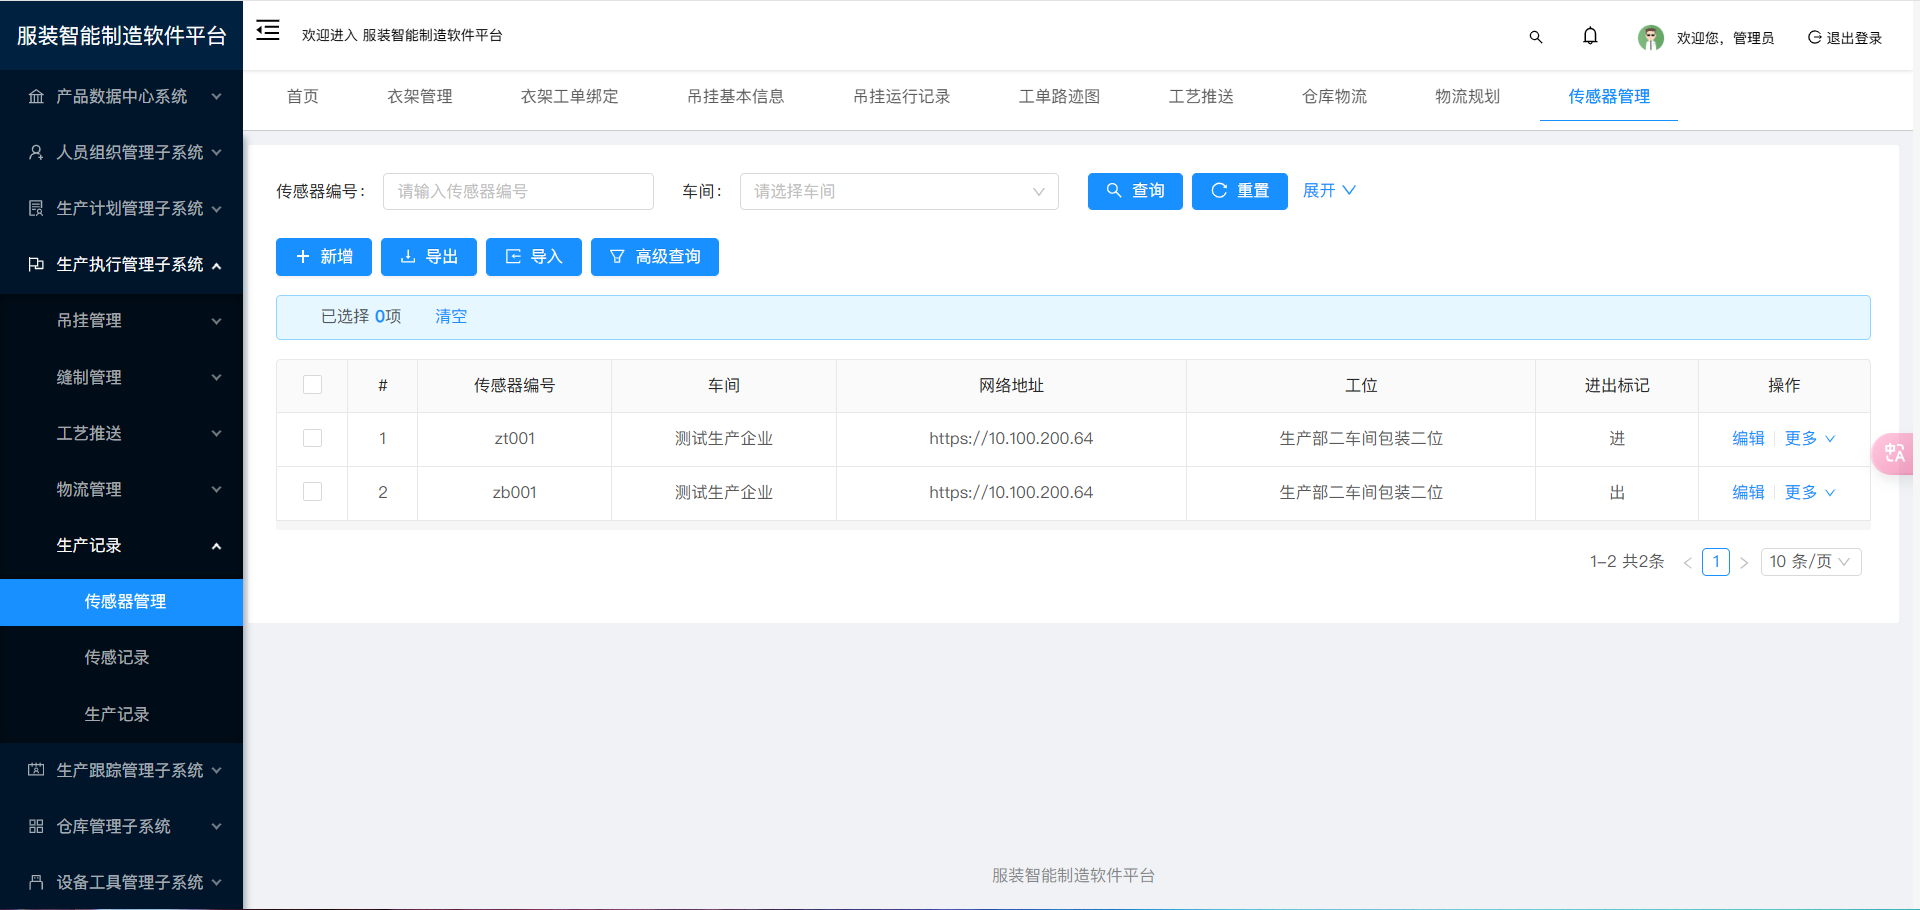 服装智能制造软件平台
欢迎进入 服装智能制造软件平台
欢迎您，管理员
退出登录
产品数据中心系统
人员组织管理子系统
生产计划管理子系统
生产执行管理子系统
吊挂管理
缝制管理
工艺推送
物流管理
生产记录
传感器管理
传感记录
生产记录
生产跟踪管理子系统
仓库管理子系统
设备工具管理子系统
首页 衣架管理 衣架工单绑定 吊挂基本信息 吊挂运行记录 工单路迹图 工艺推送 仓库物流 物流规划 传感器管理
传感器编号： 请输入传感器编号 车间： 请选择车间 查询 重置 展开
新增 导出 导入 高级查询
已选择 0项 清空
# 传感器编号 车间 网络地址 工位 进出标记 操作
1 zt001 测试生产企业 https://10.100.200.64 生产部二车间包装二位 进 编辑 更多
2 zb001 测试生产企业 https://10.100.200.64 生产部二车间包装二位 出 编辑 更多
1-2 共2条 < 1 > 10 条/页
中A
服装智能制造软件平台